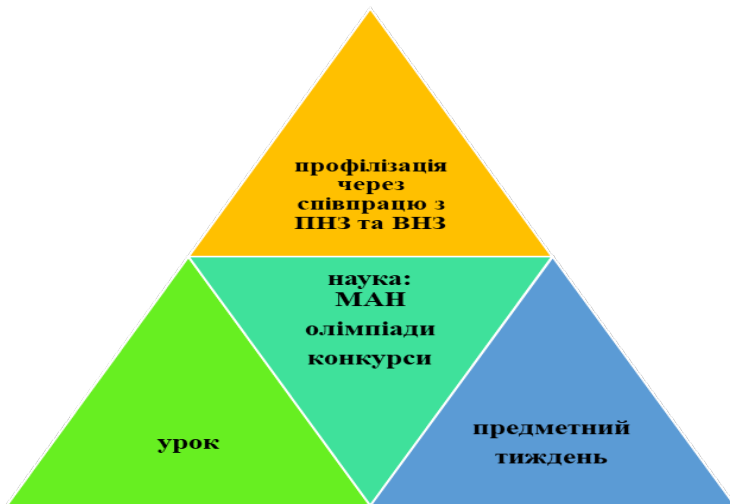 профілізація
через
співпрацю з
ПНЗ та ВНЗ
наука:
МАН
олімпіади
конкурси
урок
предметний
тиждень